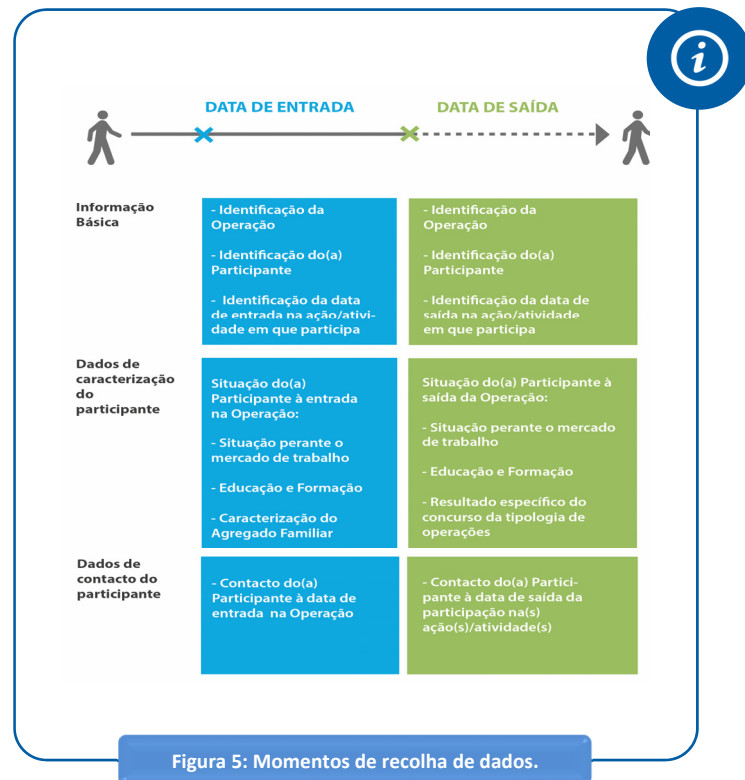 i
DATA DE ENTRADA
DATA DE SAÍDA
Informação
Básica
- Identificação da
Operação
- Identificação do(a)
Participante
- Identificação da data
de entrada na ação/ativi-
dade em que participa
- Identificação da
Operação
- Identificação do(a)
Participante
- Identificação da data de
saída na ação/atividade
em que participa
Dados de
caracterização
do
participante
Situação do(a)
Participante à entrada
na Operação:
- Situação perante o
mercado de trabalho
- Educação e Formação
- Caracterização do
Agregado Familiar
Situação do(a) Participante à
saída da Operação:
- Situação perante o mercado
de trabalho
- Educação e Formação
- Resultado específico do
concurso da tipologia de
operações
Dados de
contacto do
participante
- Contacto do(a)
Participante à data de
entrada na Operação
- Contacto do(a) Partici-
pante à data de saída da
participação na(s)
ação(s)/atividade(s)
Figura 5: Momentos de recolha de dados.